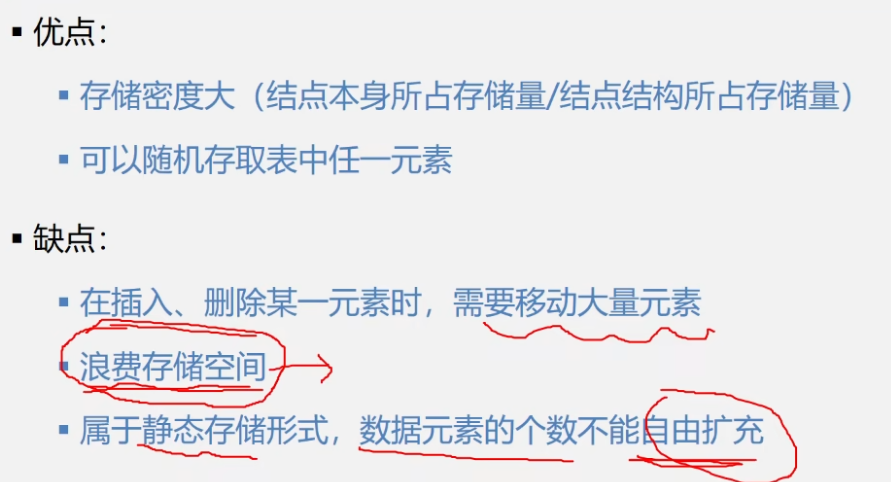 ▪ 优点：
▪ 存储密度大（结点本身所占存储量/结点结构所占存储量）
▪ 可以随机存取表中任一元素
▪ 缺点：
▪ 在插入、删除某一元素时，需要移动大量元素
▪ 浪费存储空间
▪ 属于静态存储形式，数据元素的个数不能自由扩充